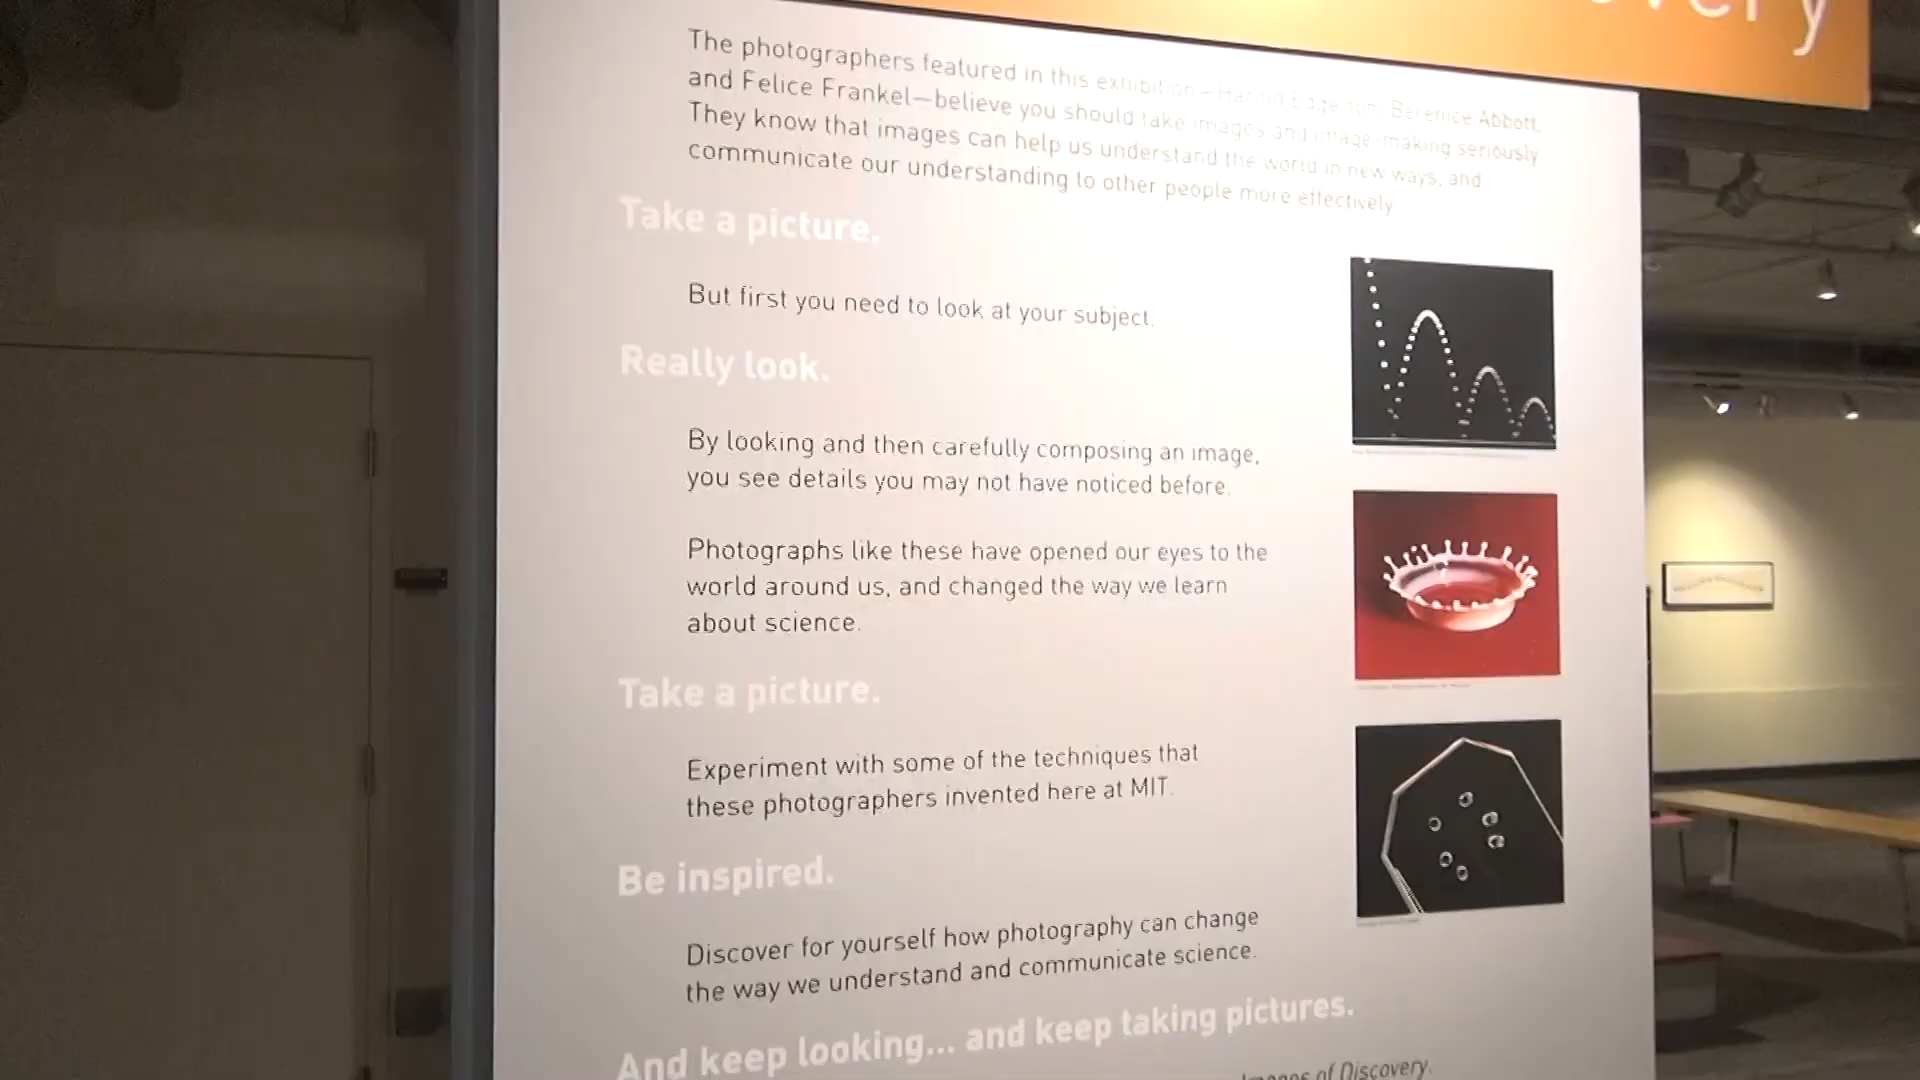 The photographers featured in this exhibition—Harold Edgerton, Berenice Abbott,
and Felice Frankel—believe you should take images and image-making seriously
They know that images can help us understand the world in new ways, and
communicate our understanding to other people more effectively
Take a picture.
But first you need to look at your subject.
Really look.
By looking and then carefully composing an image,
you see details you may not have noticed before.
Photographs like these have opened our eyes to the
world around us, and changed the way we learn
about science.
Take a picture.
Experiment with some of the techniques that
these photographers invented here at MIT.
Be inspired.
Discover for yourself how photography can change
the way we understand and communicate science.
And keep looking... and keep taking pictures.
Images of Discovery.